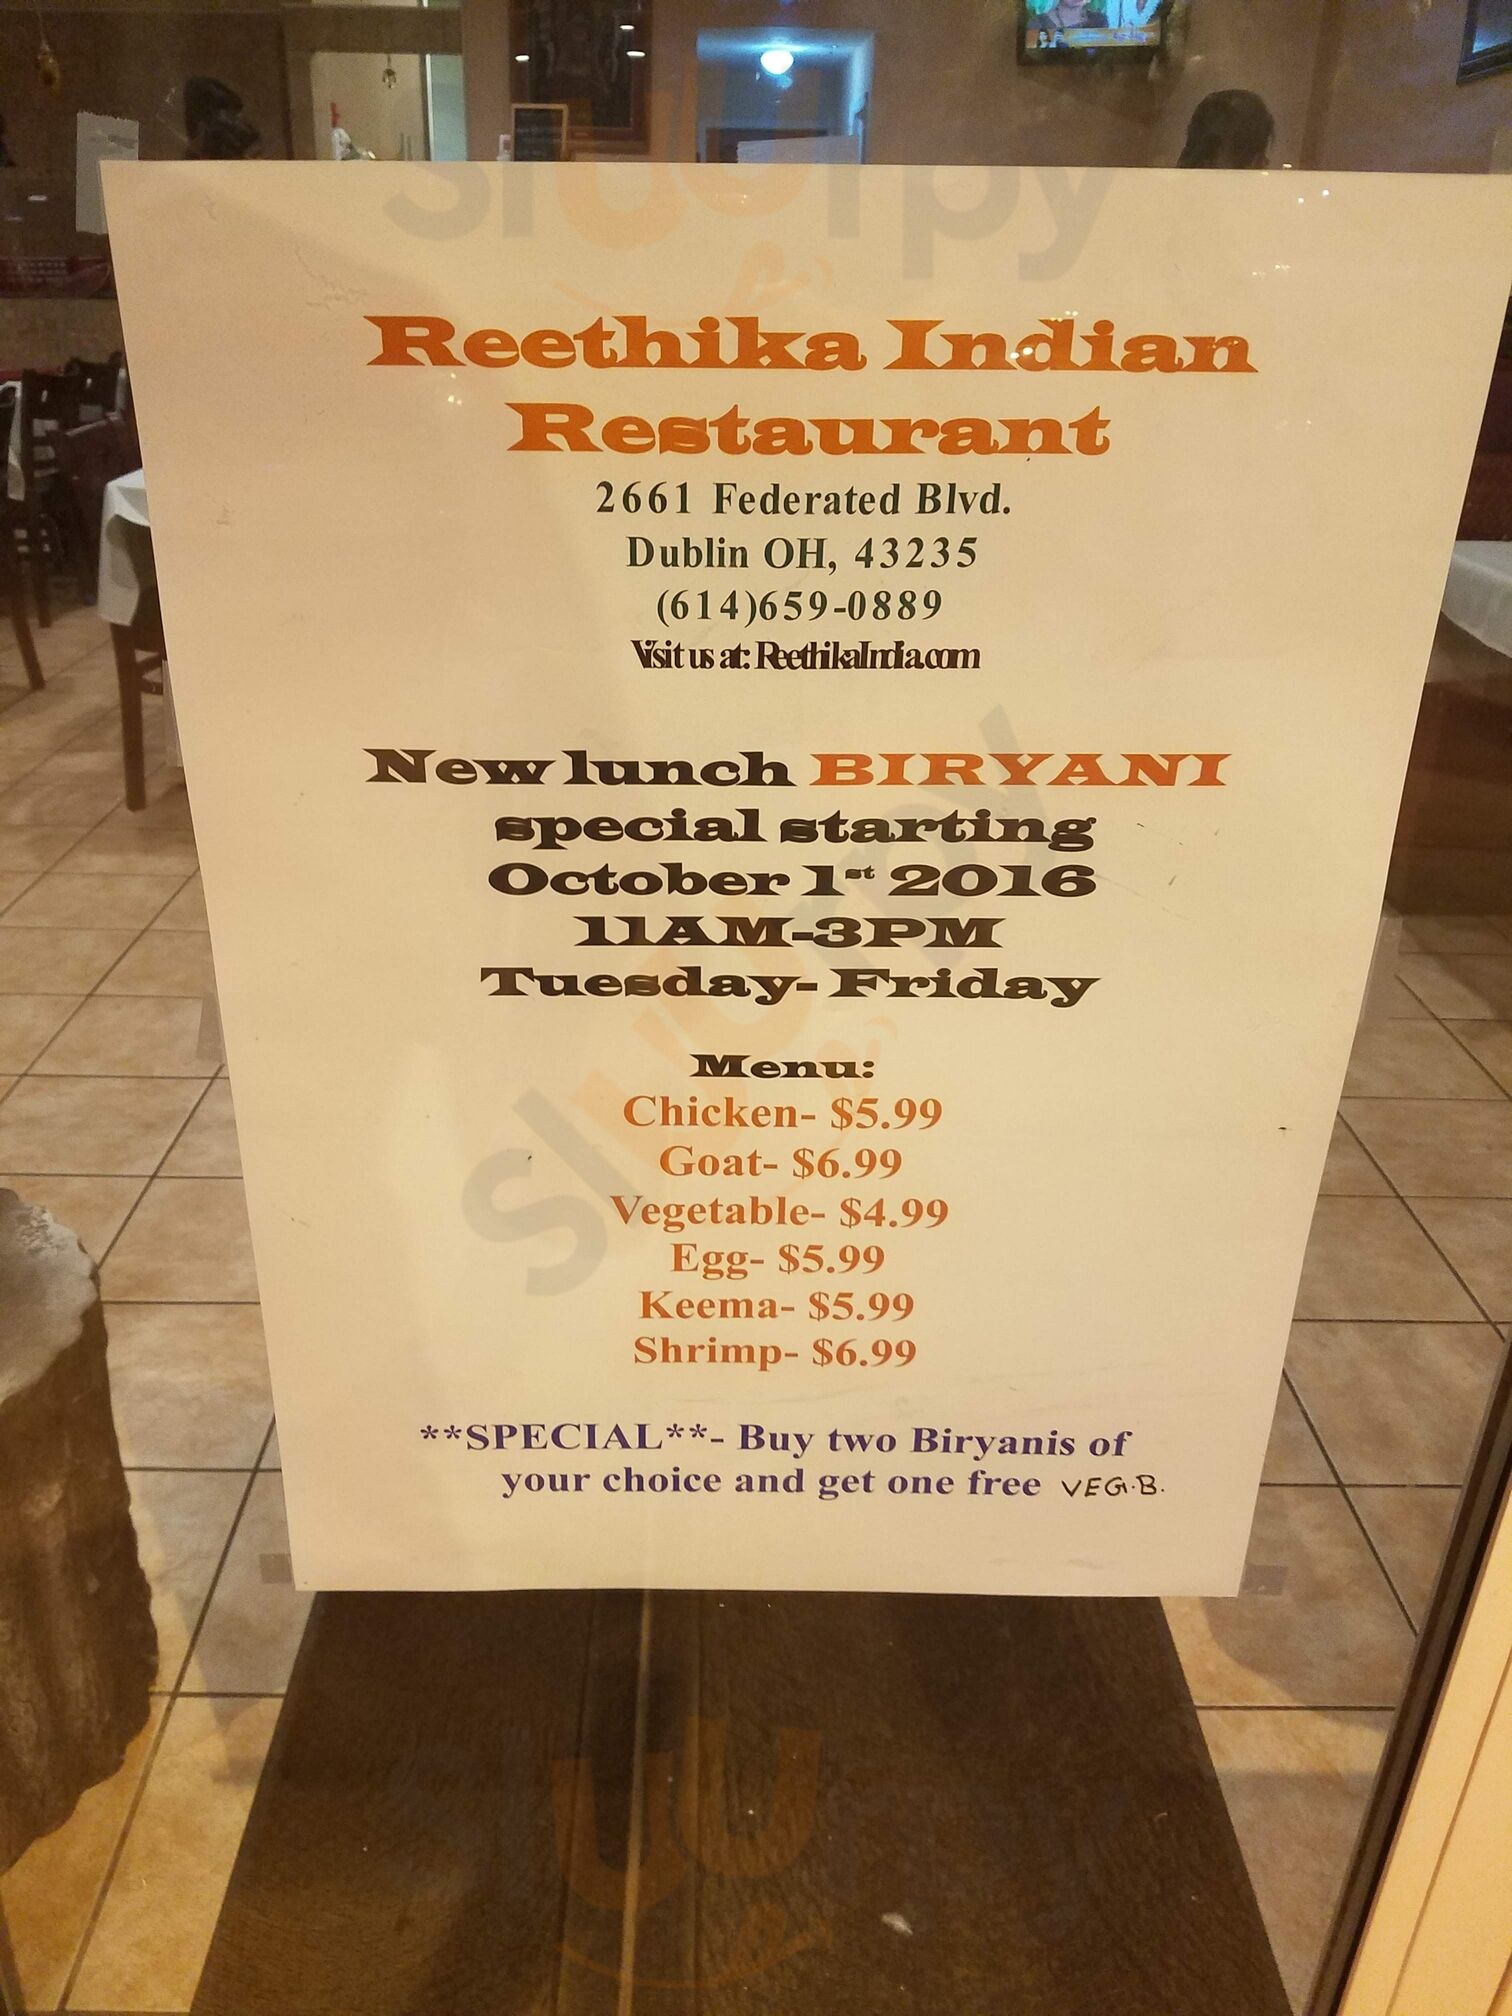 Reethika Indian
Restaurant
2661 Federated Blvd.
Dublin OH, 43235
(614)659-0889
Visit us at: ReethikaIndia.com
New lunch BIRYANI
special starting
October 1st 2016
11AM-3PM
Tuesday- Friday
Menu:
Chicken- $5.99
Goat- $6.99
Vegetable- $4.99
Egg- $5.99
Keema- $5.99
Shrimp- $6.99
**SPECIAL**- Buy two Biryanis of
your choice and get one free VEG.B.
sluurpy
sluurpy
sluurpy